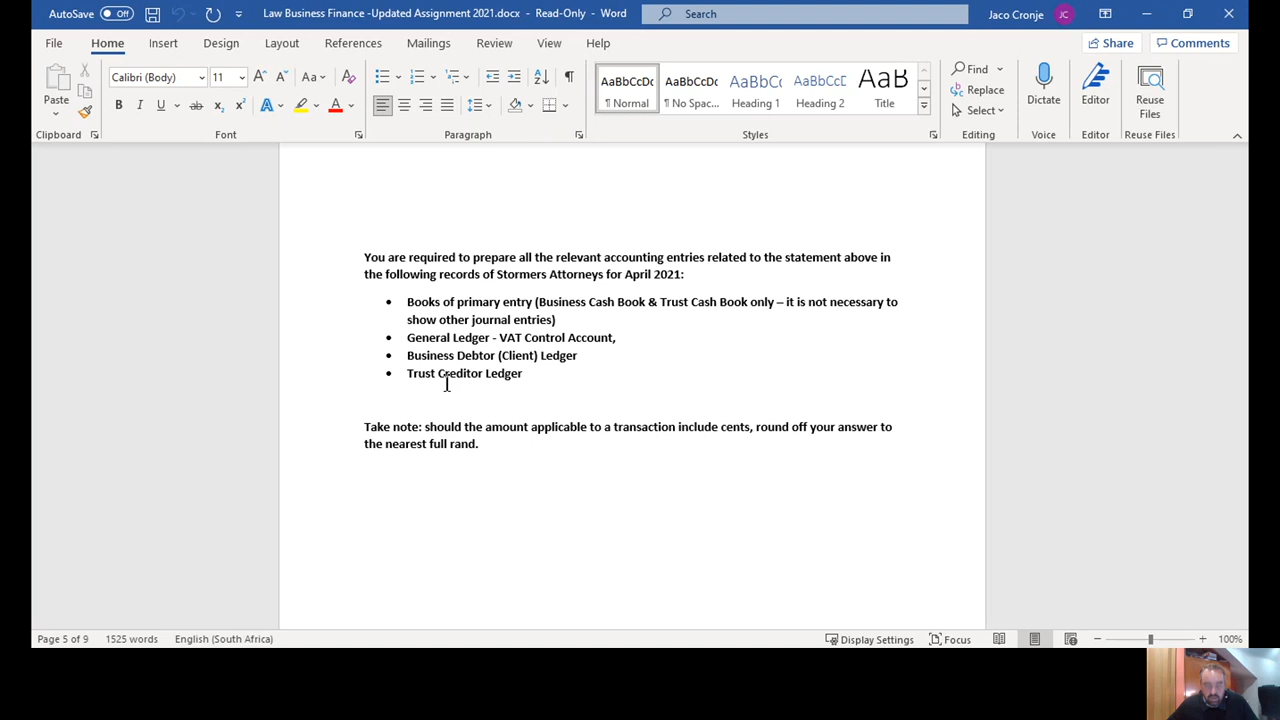 AutoSave Off Law Business Finance -Updated Assignment 2021.docx - Read-Only - Word Search Jaco Cronje JC
File Home Insert Design Layout References Mailings Review View Help Share Comments
Calibri (Body) 11 Aa AaBbCcDc AaBbCcDc AaBbCc AaBbCcD AaB Find
Paste ¶ Normal ¶ No Spac... Heading 1 Heading 2 Title Replace Dictate Editor Reuse Files
B I U ab x₂ x² A A Select
Clipboard Font Paragraph Styles Editing Voice Editor Reuse Files
You are required to prepare all the relevant accounting entries related to the statement above in
the following records of Stormers Attorneys for April 2021:
• Books of primary entry (Business Cash Book & Trust Cash Book only – it is not necessary to
show other journal entries)
• General Ledger - VAT Control Account,
• Business Debtor (Client) Ledger
• Trust Creditor Ledger
Take note: should the amount applicable to a transaction include cents, round off your answer to
the nearest full rand.
Page 5 of 9 1525 words English (South Africa) Display Settings Focus 100%